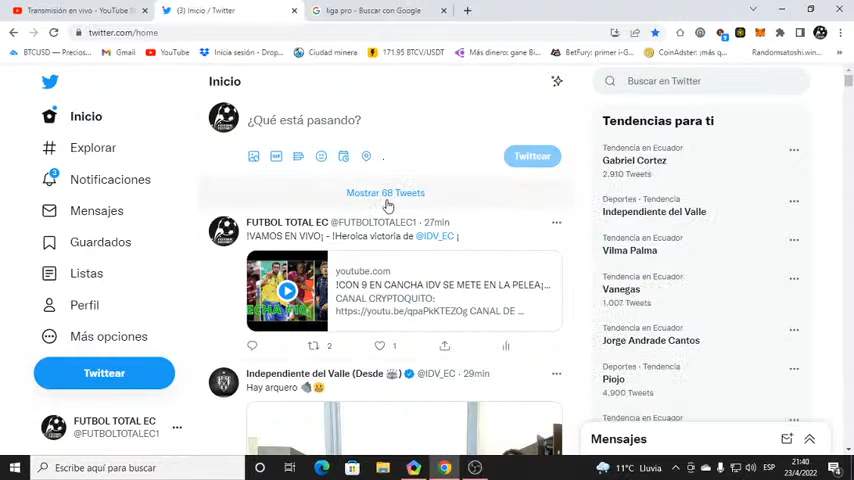 Transmisión en vivo - YouTube S
(3) Inicio / Twitter
liga pro - Buscar con Google
twitter.com/home
BTCUSD — Precios...
Gmail
YouTube
Inicia sesión - Drop...
Ciudad minera
171.95 BTCV/USDT
Más dinero: gane Bi...
BetFury: primer i-G...
CoinAdster: ¡más q...
Randomsatoshi.win...
Inicio
Explorar
3
Notificaciones
Mensajes
Guardados
Listas
Perfil
Más opciones
Twittear
FUTBOL TOTAL EC
@FUTBOLTOTALEC1
Inicio
¿Qué está pasando?
GIF
Twittear
Mostrar 68 Tweets
FUTBOL TOTAL EC @FUTBOLTOTALEC1 · 27min
!VAMOS EN VIVO¡ - !Heroica victoria de @IDV_EC ¡
youtube.com
!CON 9 EN CANCHA IDV SE METE EN LA PELEA¡...
CANAL CRYPTOQUITO:
https://youtu.be/qpaPkKTEZOg CANAL DE ...
2
1
Independiente del Valle (Desde 🏟) @IDV_EC · 29min
Hay arquero
Buscar en Twitter
Tendencias para ti
Tendencia en Ecuador
Gabriel Cortez
2.910 Tweets
Deportes · Tendencia
Independiente del Valle
Tendencia en Ecuador
Vilma Palma
Tendencia en Ecuador
Vanegas
1.007 Tweets
Tendencia en Ecuador
Jorge Andrade Cantos
Deportes · Tendencia
Piojo
4.900 Tweets
Tendencia en Ecuador
Mensajes
Escribe aquí para buscar
11°C Lluvia
ESP
21:40
23/4/2022
4